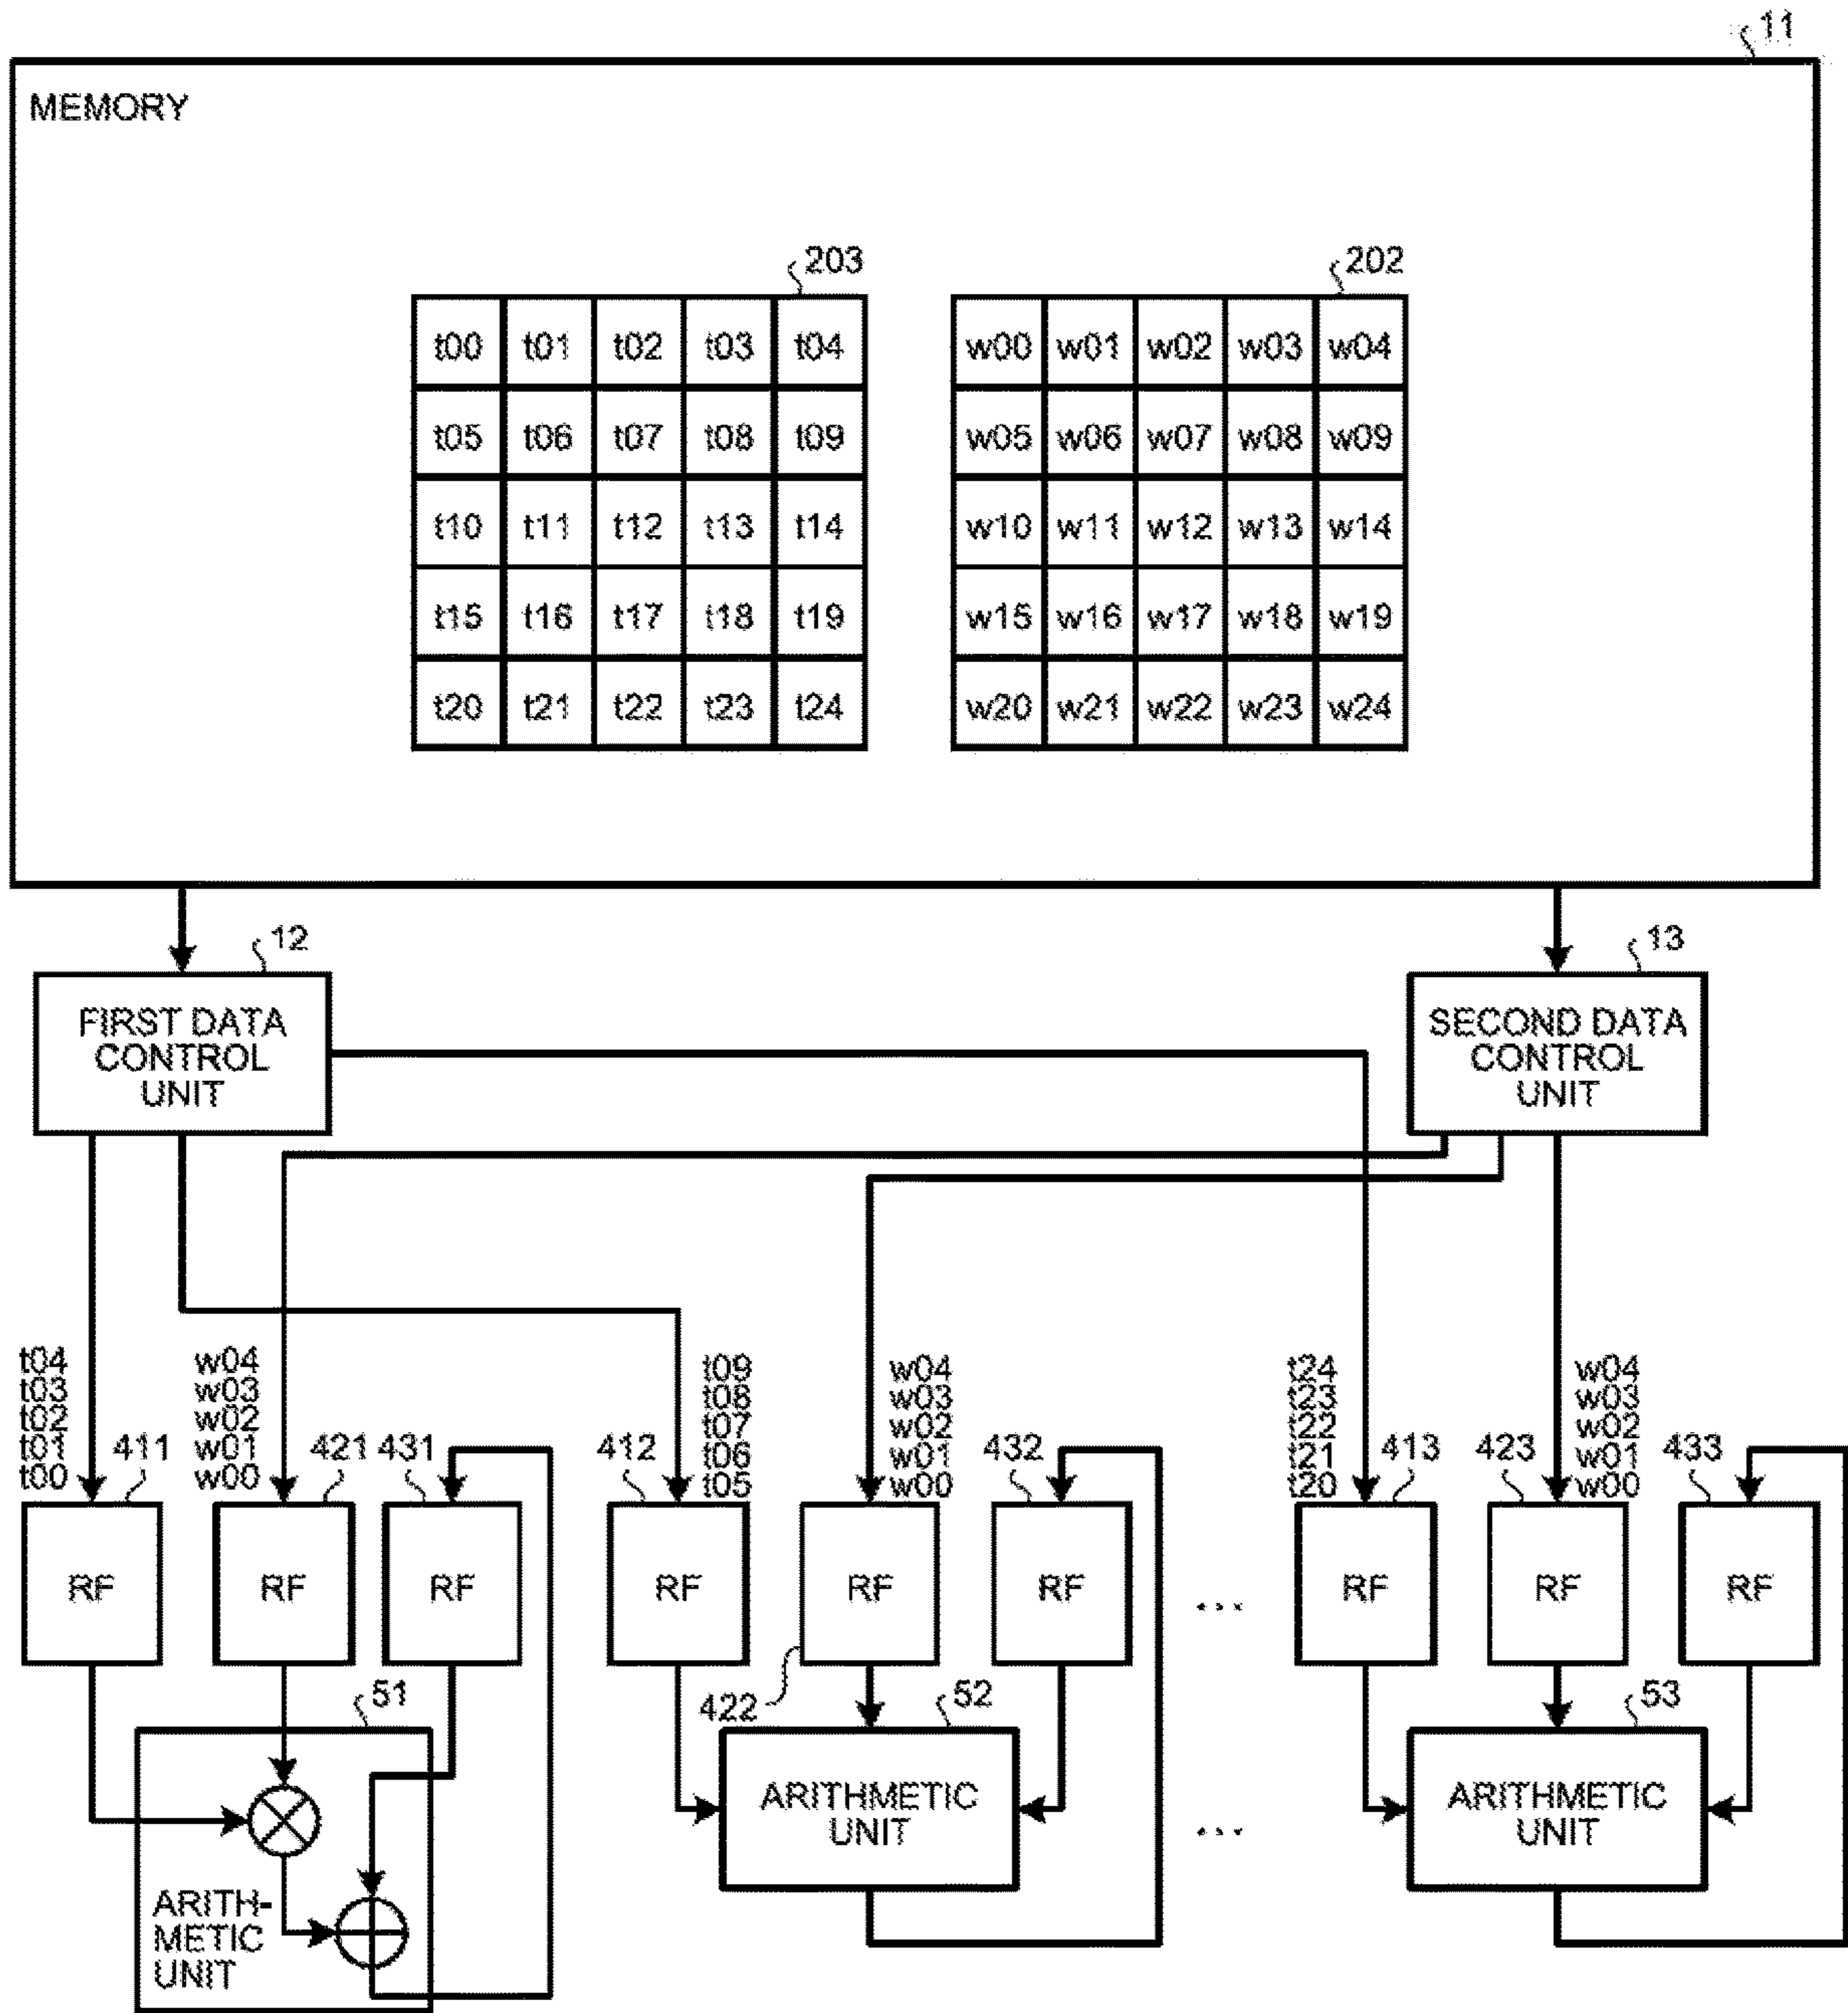 11
MEMORY
203
202
t00 t01 t02 t03 t04
w00 w01 w02 w03 w04
t05 t06 t07 t08 t09
w05 w06 w07 w08 w09
t10 t11 t12 t13 t14
w10 w11 w12 w13 w14
t15 t16 t17 t18 t19
w15 w16 w17 w18 w19
t20 t21 t22 t23 t24
w20 w21 w22 w23 w24
12
13
FIRST DATA
CONTROL
UNIT
SECOND DATA
CONTROL
UNIT
t04
t03
t02
t01
t00
411
w04
w03
w02
w01
w00
421
431
412
t09
t08
t07
t06
t05
w04
w03
w02
w01
w00
432
t24
t23
t22
t21
t20
413
423
w04
w03
w02
w01
w00
433
RF
RF
RF
RF
RF
RF
...
RF
RF
RF
51
422
52
53
ARITH-
METIC
UNIT
ARITHMETIC
UNIT
...
ARITHMETIC
UNIT